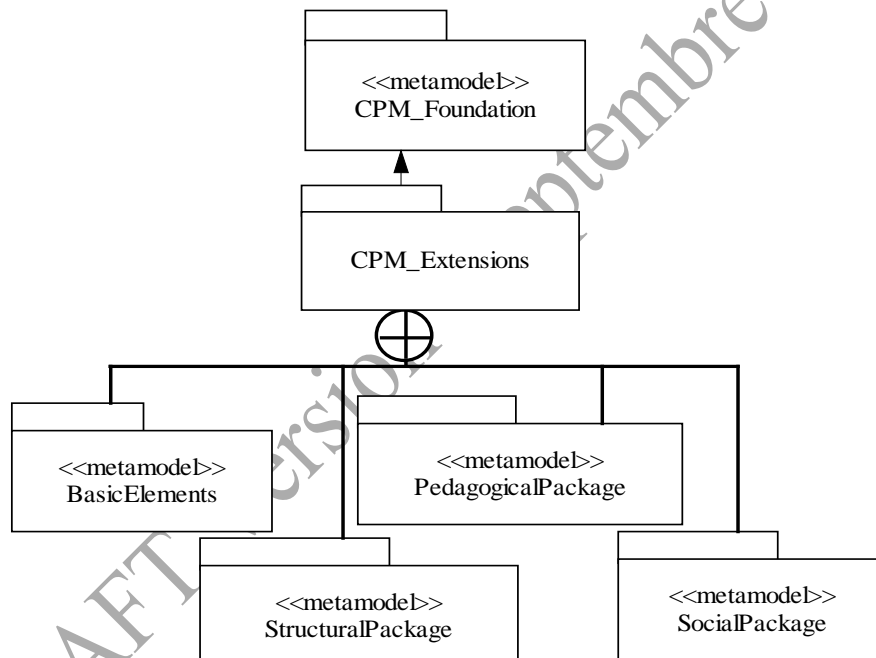 <<metamodel>>
CPM_Foundation
CPM_Extensions
<<metamodel>>
BasicElements
<<metamodel>>
PedagogicalPackage
<<metamodel>>
StructuralPackage
<<metamodel>>
SocialPackage